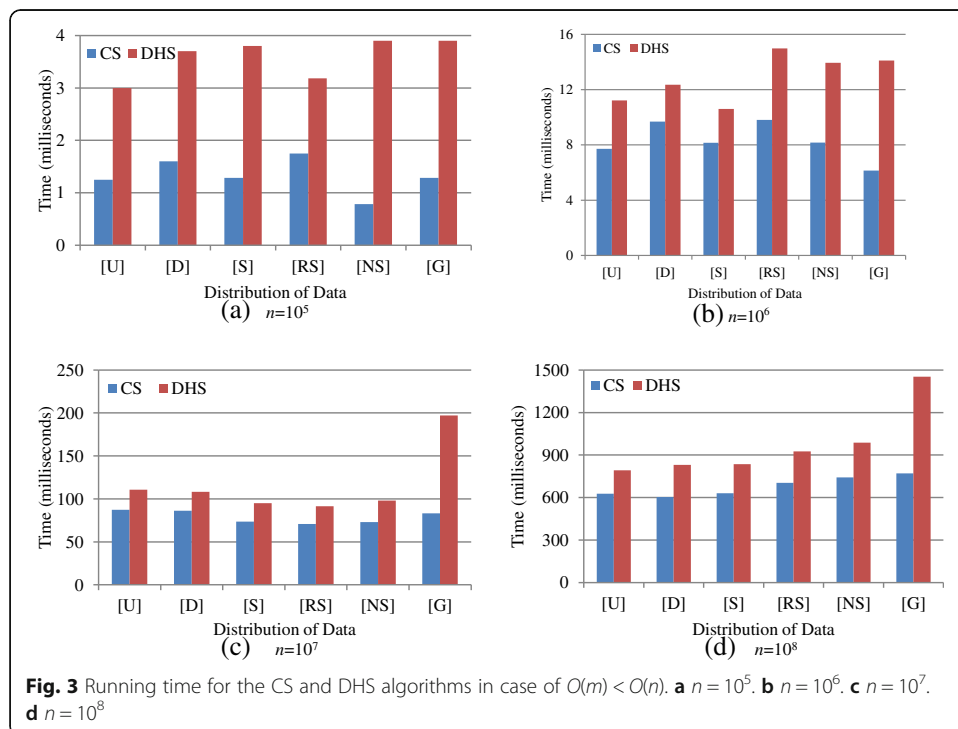 4
3
2
1
0
Time (milliseconds)
CS DHS
[U] [D] [S] [RS] [NS] [G]
Distribution of Data
(a) n=10⁵
16
12
8
4
0
Time (milliseconds)
CS DHS
[U] [D] [S] [RS] [NS] [G]
Distribution of Data
(b) n=10⁶
250
200
150
100
50
0
Time (milliseconds)
CS DHS
[U] [D] [S] [RS] [NS] [G]
Distribution of Data
(c) n=10⁷
1500
1200
900
600
300
0
Time (milliseconds)
CS DHS
[U] [D] [S] [RS] [NS] [G]
Distribution of Data
(d) n=10⁸
Fig. 3 Running time for the CS and DHS algorithms in case of O(m) < O(n). a n = 10⁵. b n = 10⁶. c n = 10⁷.
d n = 10⁸